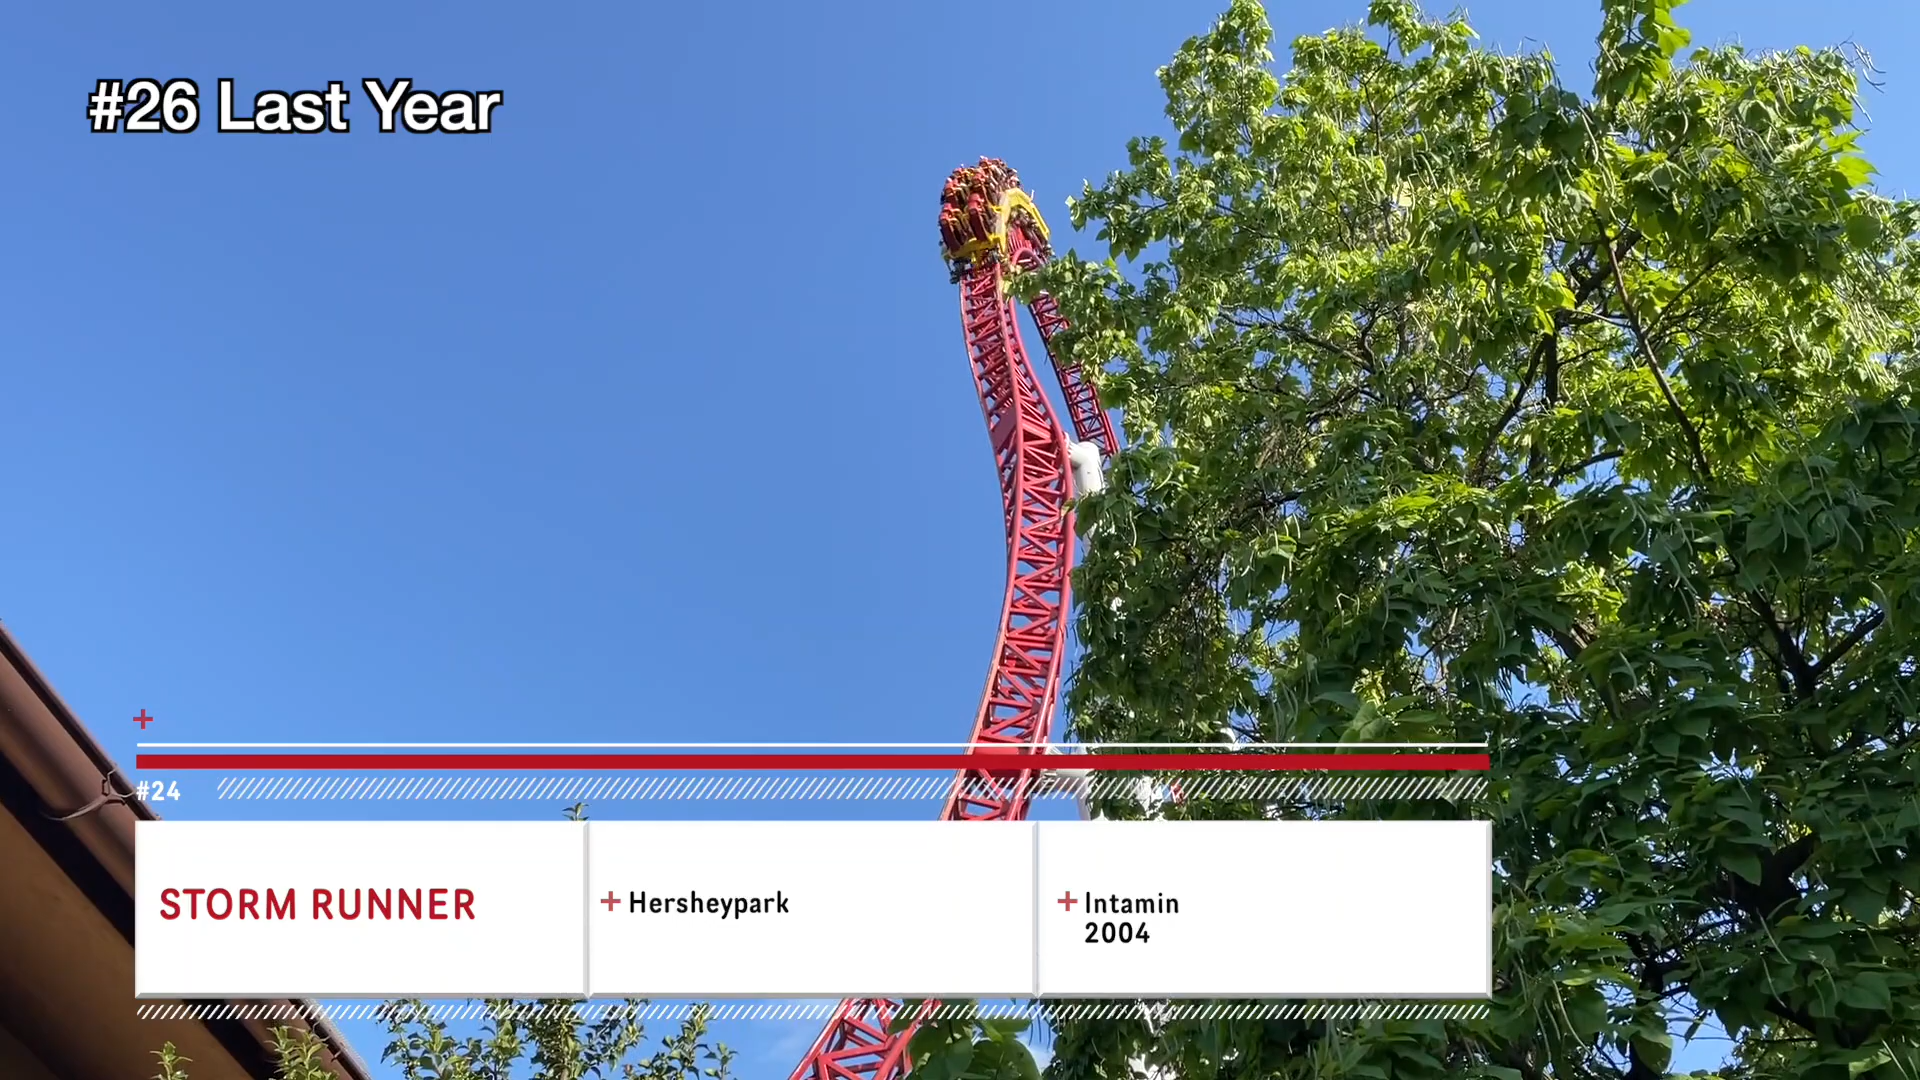 #26 Last Year
#24
STORM RUNNER
+ Hersheypark
+ Intamin
2004